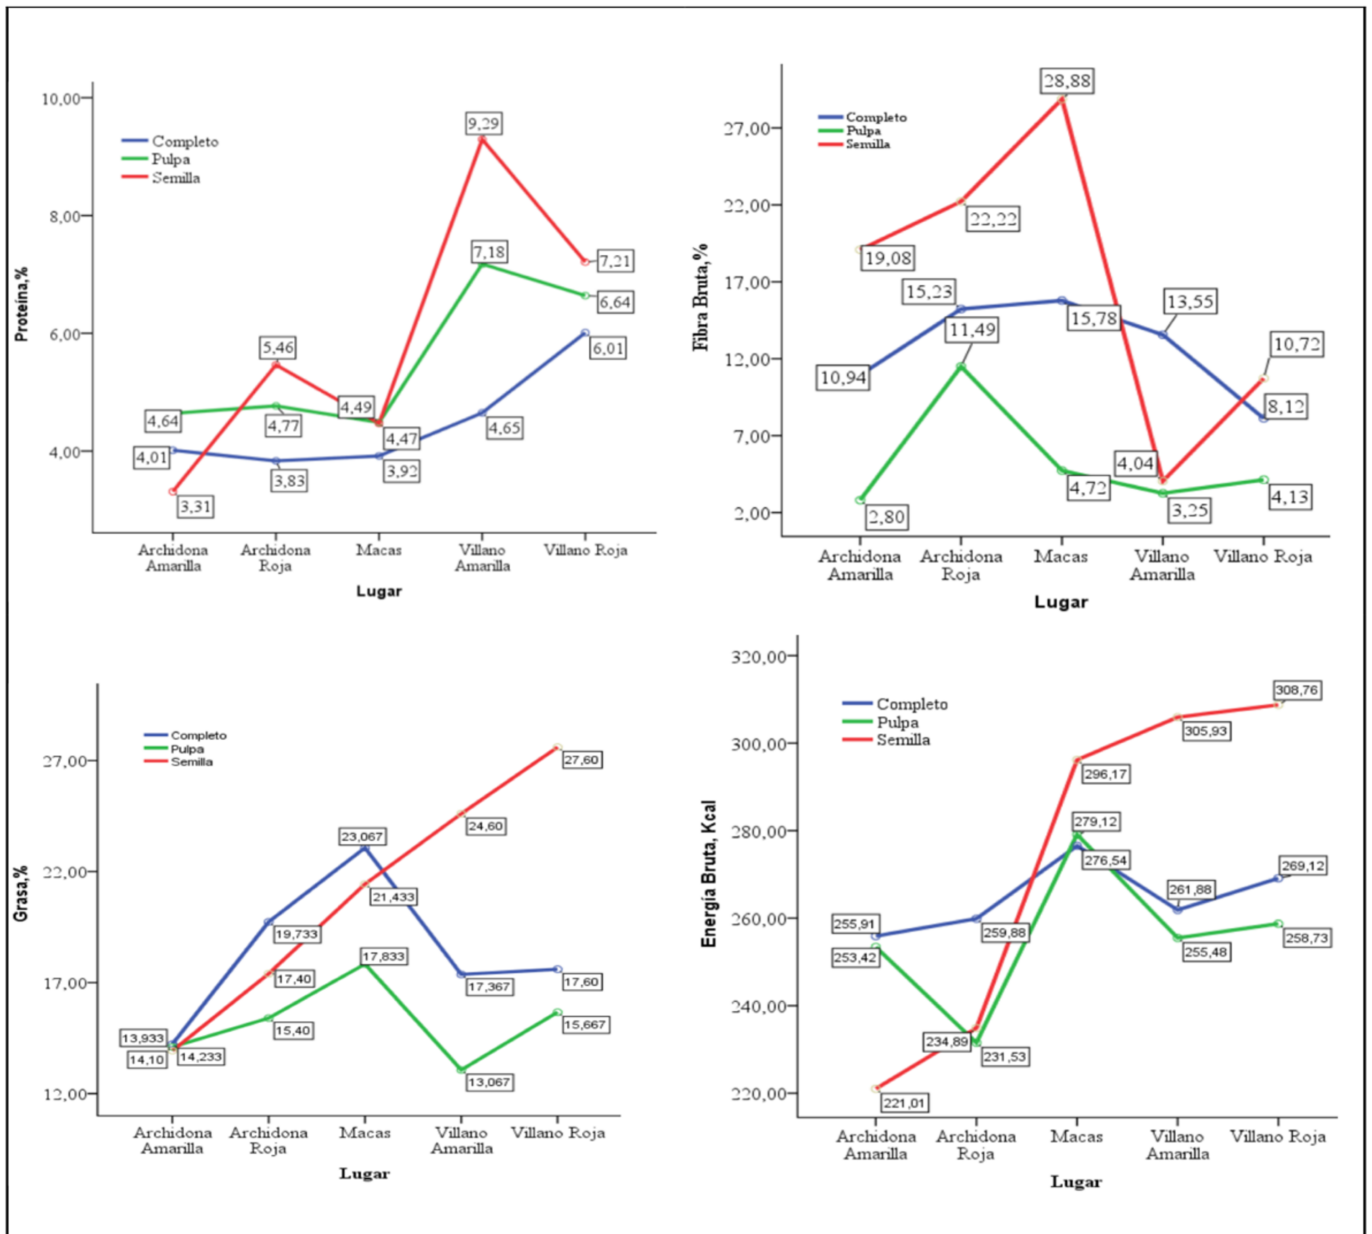 10,00
8,00
6,00
4,00
Proteína,%
Completo
Pulpa
Semilla
9,29
7,18
7,21
6,64
6,01
5,46
4,49
4,64
4,77
4,47
4,65
4,01
3,83
3,92
3,31
Archidona Amarilla
Archidona Roja
Macas
Villano Amarilla
Villano Roja
Lugar
27,00
22,00
17,00
12,00
7,00
2,00
Fibra Bruta,%
Completo
Pulpa
Semilla
28,88
22,22
19,08
15,23
11,49
15,78
13,55
10,94
10,72
8,12
4,04
4,72
2,80
3,25
4,13
Archidona Amarilla
Archidona Roja
Macas
Villano Amarilla
Villano Roja
Lugar
27,00
22,00
17,00
12,00
Grasa,%
Completo
Pulpa
Semilla
27,60
24,60
23,067
21,433
19,733
17,40
17,833
17,367
17,60
15,40
15,667
13,933
14,10
14,233
13,067
Archidona Amarilla
Archidona Roja
Macas
Villano Amarilla
Villano Roja
Lugar
320,00
300,00
280,00
260,00
240,00
220,00
Energía Bruta, Kcal
Completo
Pulpa
Semilla
308,76
305,93
296,17
279,12
276,54
269,12
261,88
255,91
253,42
259,88
255,48
258,73
234,89
231,53
221,01
Archidona Amarilla
Archidona Roja
Macas
Villano Amarilla
Villano Roja
Lugar